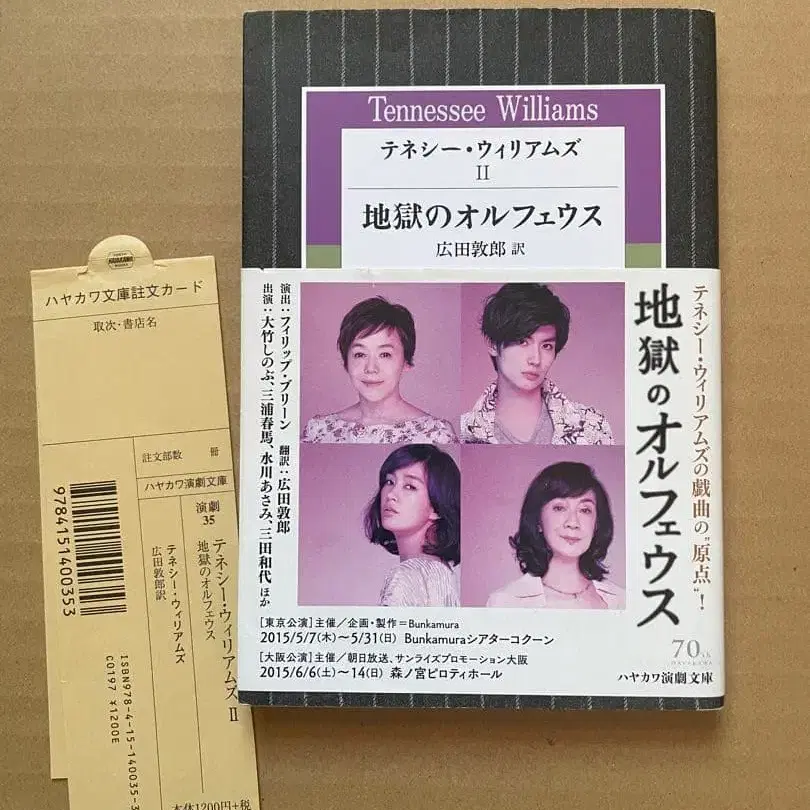 Tennessee Williams
テネシー・ウィリアムズ
II
地獄のオルフェウス
広田敦郎 訳
テネシー・ウィリアムズの戯曲の"原点"!
地獄のオルフェウス
演出:フィリップ・ブリーン 翻訳:広田敦郎
出演:大竹しのぶ、三浦春馬、水川あさみ、三田和代 ほか
[東京公演]主催/企画・製作=Bunkamura
2015/5/7(木)~5/31(日) Bunkamuraシアターコクーン
[大阪公演]主催/朝日放送、サンライズプロモーション大阪
2015/6/6(土)~14(日) 森ノ宮ピロティホール
70th
HAYAKAWA
ハヤカワ演劇文庫
ハヤカワ文庫註文カード
取次・書店名
註文部数 冊
ハヤカワ演劇文庫
演劇
35
テネシー・ウィリアムズ II
地獄のオルフェウス
テネシー・ウィリアムズ
広田敦郎訳
9784151400353
ISBN978-4-15-140035-3
C0197 ¥1200E
本体1200円+税